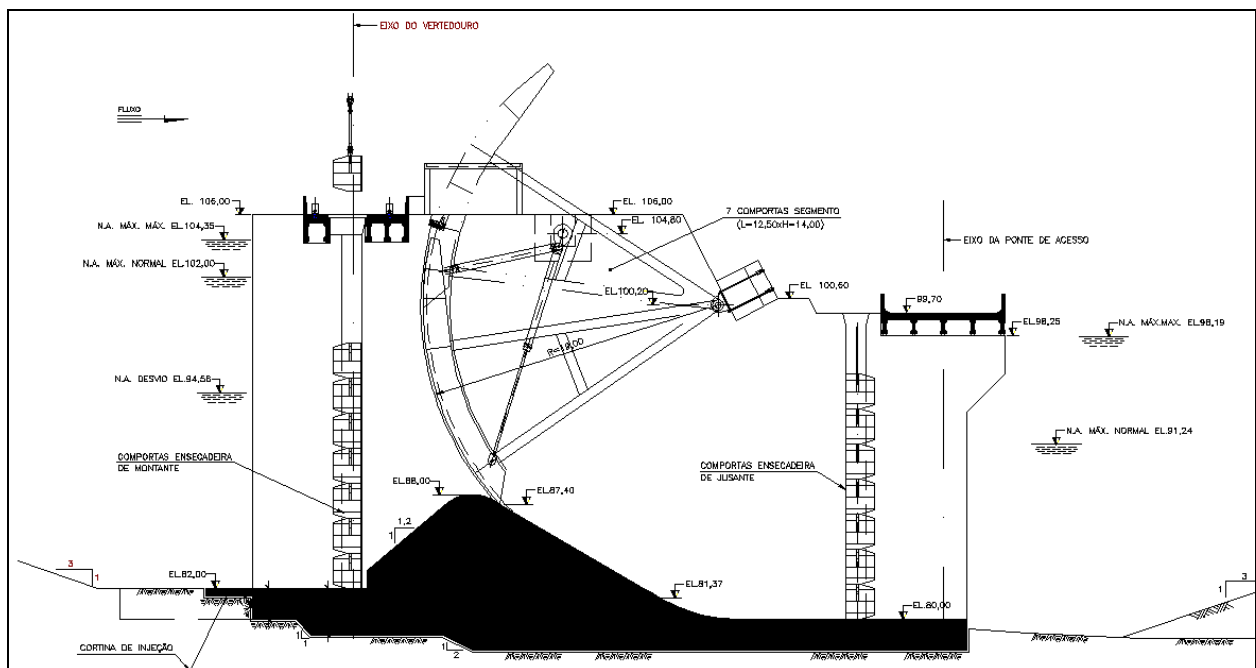 EIXO DO VERTEDOURO
FLUXO
EL. 106,00
EL. 106,00
N.A. MÁX. MÁX. EL.104,35
EL. 104,80
7 COMPORTAS SEGMENTO
(L=12,50xH=14,00)
EIXO DA PONTE DE ACESSO
N.A. MÁX. NORMAL EL.102,00
EL.100,20
EL. 100,60
99,70
EL.98,25
N.A. MÁX.MAX. EL.98,19
N.A. DESVIO EL.94,58
N.A. MÁX. NORMAL EL.91,24
COMPORTAS ENSECADEIRA
DE MONTANTE
COMPORTAS ENSECADEIRA
DE JUSANTE
EL.88,00
EL.87,40
1,2
1
3
1
EL.82,00
EL.81,37
EL.80,00
3
1
1
1
1
2
CORTINA DE INJEÇÃO